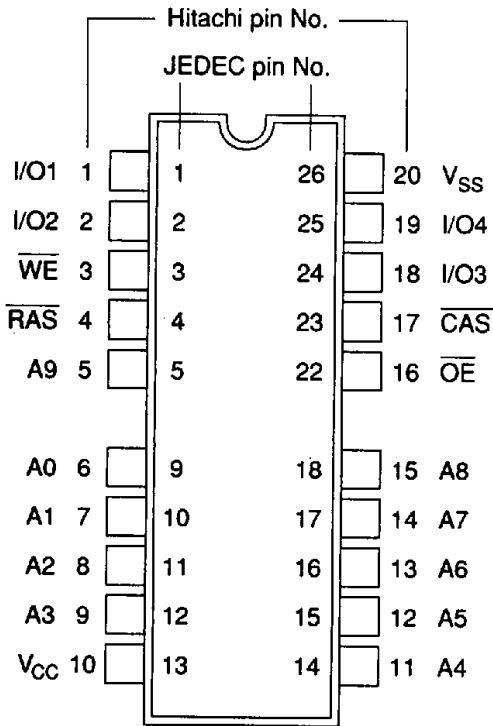 Hitachi pin No.
JEDEC pin No.
I/O1 1 1 26 20 VSS
I/O2 2 2 25 19 I/O4
WE 3 3 24 18 I/O3
RAS 4 4 23 17 CAS
A9 5 5 22 16 OE
A0 6 9 18 15 A8
A1 7 10 17 14 A7
A2 8 11 16 13 A6
A3 9 12 15 12 A5
VCC 10 13 14 11 A4